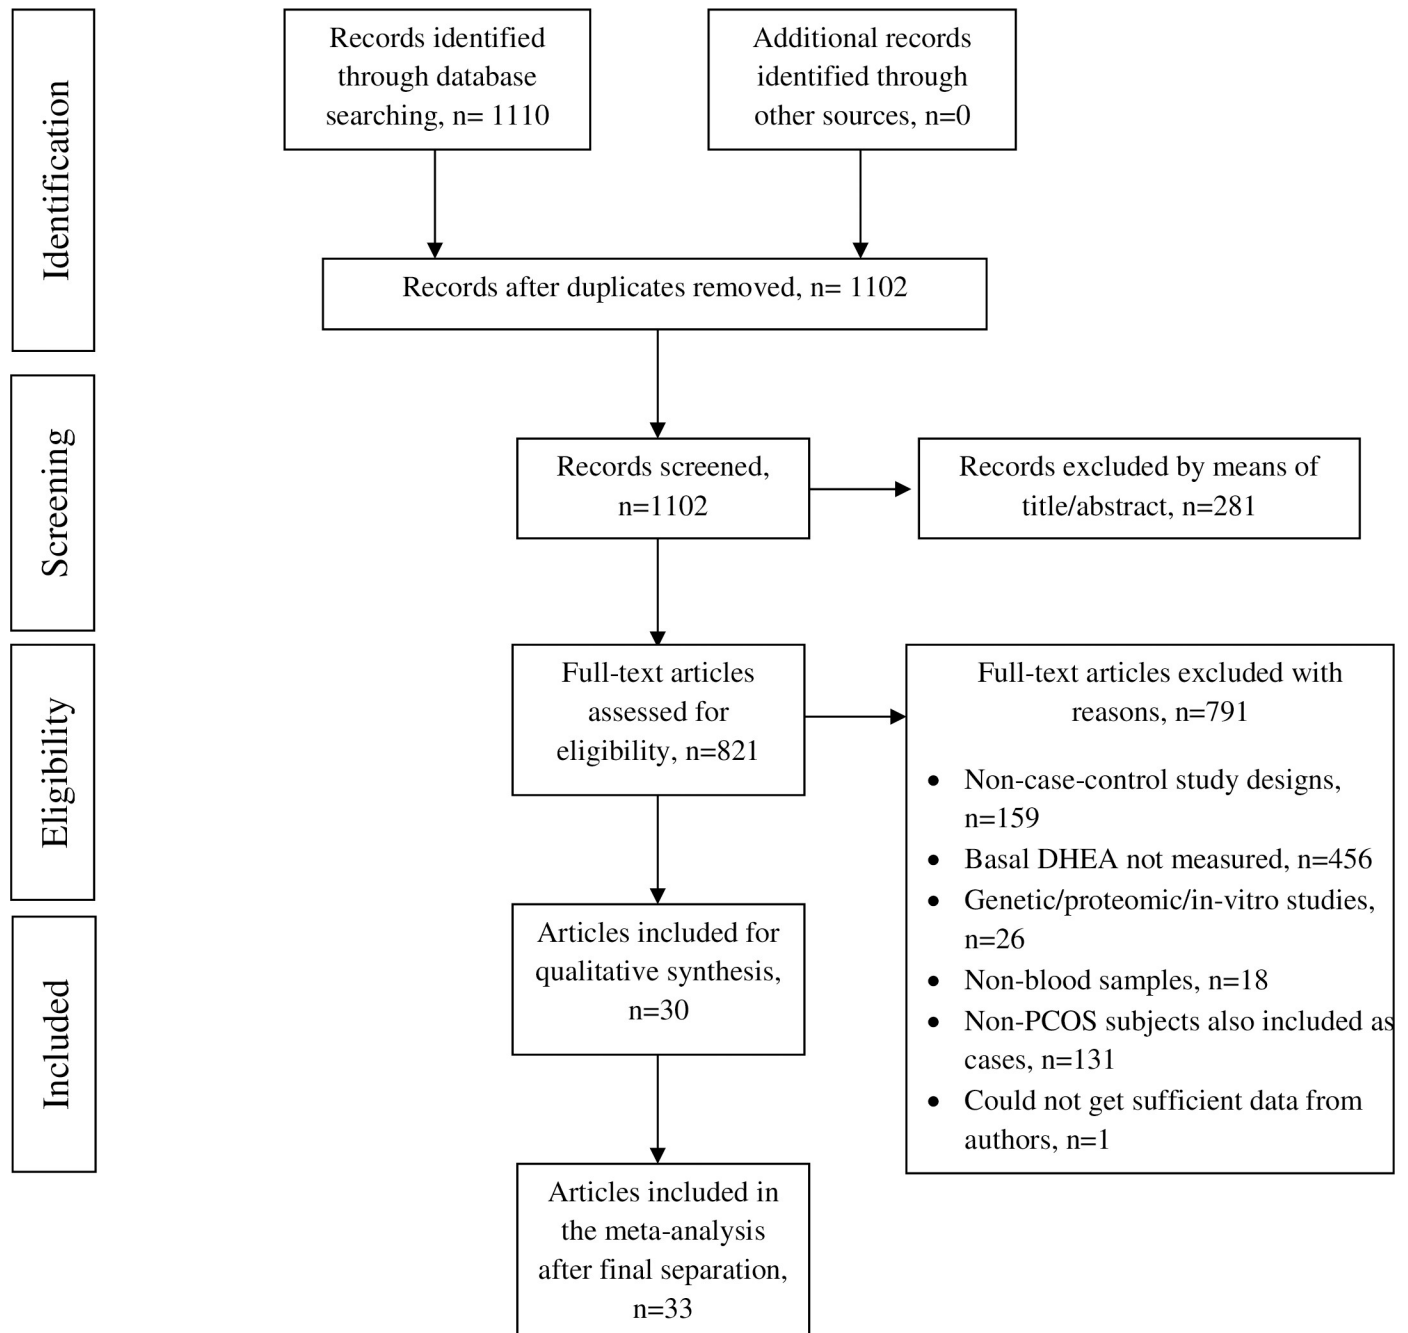 Identification
Records identified
through database
searching, n= 1110
Additional records
identified through
other sources, n=0
Records after duplicates removed, n= 1102
Screening
Records screened,
n=1102
Records excluded by means of
title/abstract, n=281
Eligibility
Full-text articles
assessed for
eligibility, n=821
Full-text articles excluded with
reasons, n=791
• Non-case-control study designs,
n=159
• Basal DHEA not measured, n=456
• Genetic/proteomic/in-vitro studies,
n=26
• Non-blood samples, n=18
• Non-PCOS subjects also included as
cases, n=131
• Could not get sufficient data from
authors, n=1
Included
Articles included for
qualitative synthesis,
n=30
Articles included in
the meta-analysis
after final separation,
n=33